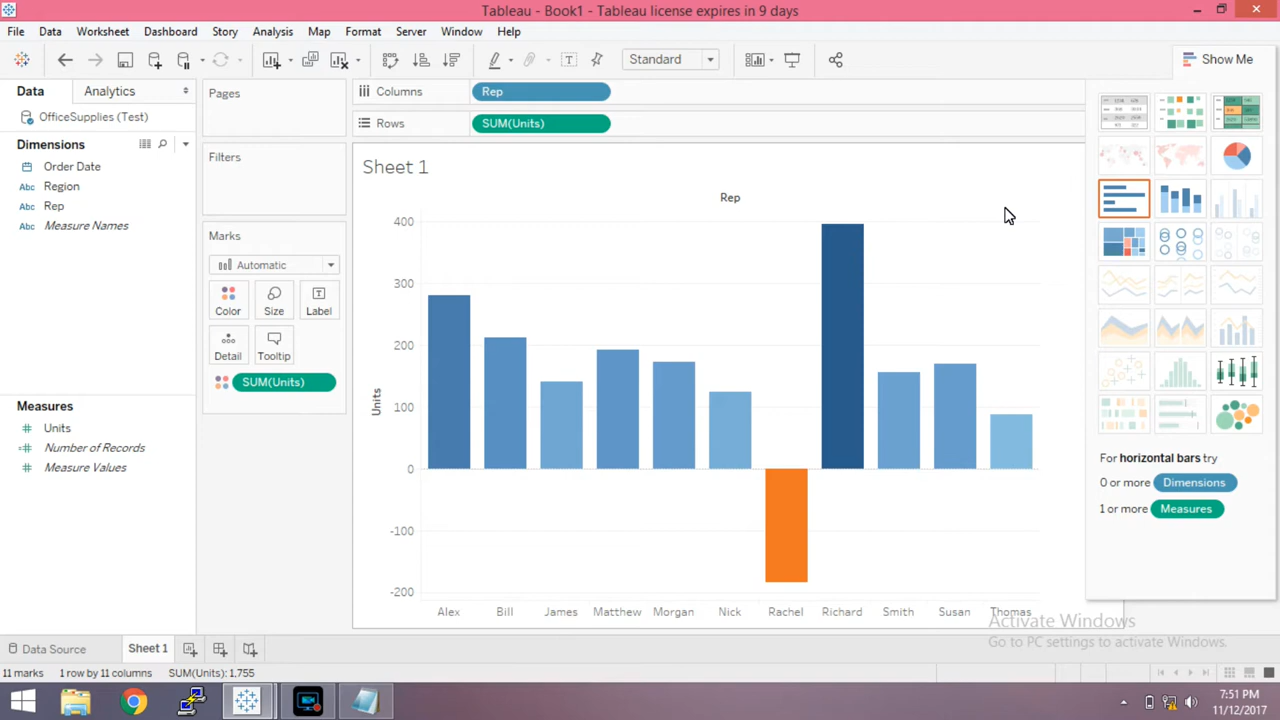 Tableau - Book1 - Tableau license expires in 9 days
File Data Worksheet Dashboard Story Analysis Map Format Server Window Help
Standard
Show Me
Data Analytics
OfficeSupplies (Test)
Dimensions
Order Date
Abc Region
Abc Rep
Abc Measure Names
Measures
Units
Number of Records
Measure Values
Pages
Filters
Marks
Automatic
Color Size Label
Detail Tooltip
SUM(Units)
Columns Rep
Rows SUM(Units)
Sheet 1
Rep
400
300
200
100
0
-100
-200
Units
Alex Bill James Matthew Morgan Nick Rachel Richard Smith Susan Thomas
For horizontal bars try
0 or more Dimensions
1 or more Measures
Activate Windows
Go to PC settings to activate Windows.
Data Source Sheet 1
11 marks 1 row by 11 columns SUM(Units): 1,755
7:51 PM
11/12/2017